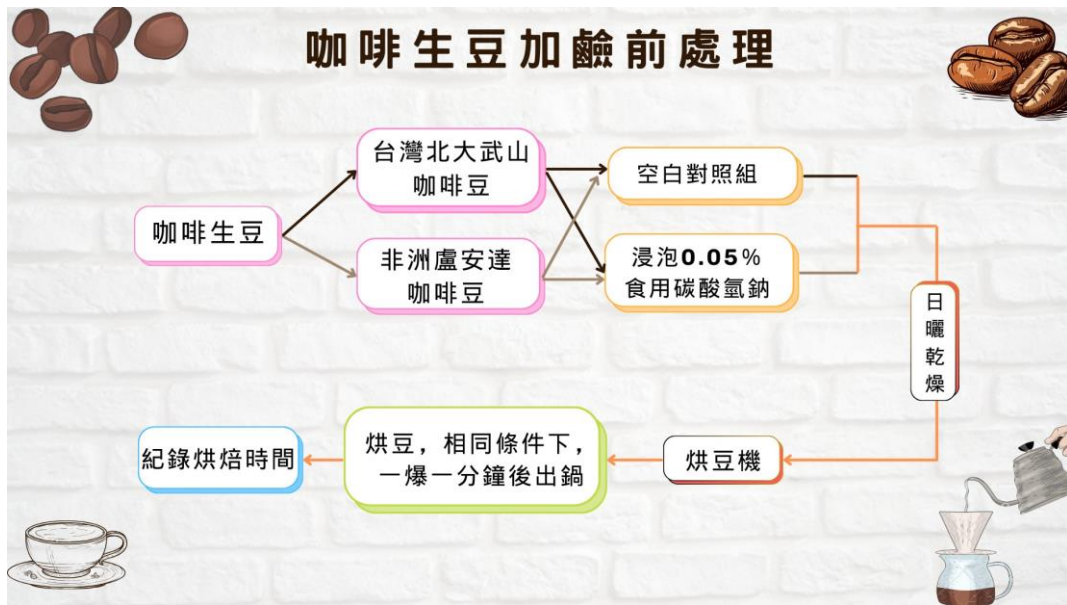 咖啡生豆加鹼前處理
咖啡生豆
台灣北大武山
咖啡豆
非洲盧安達
咖啡豆
空白對照組
浸泡0.05%
食用碳酸氫鈉
日曬乾燥
烘豆機
烘豆，相同條件下，
一爆一分鐘後出鍋
紀錄烘焙時間